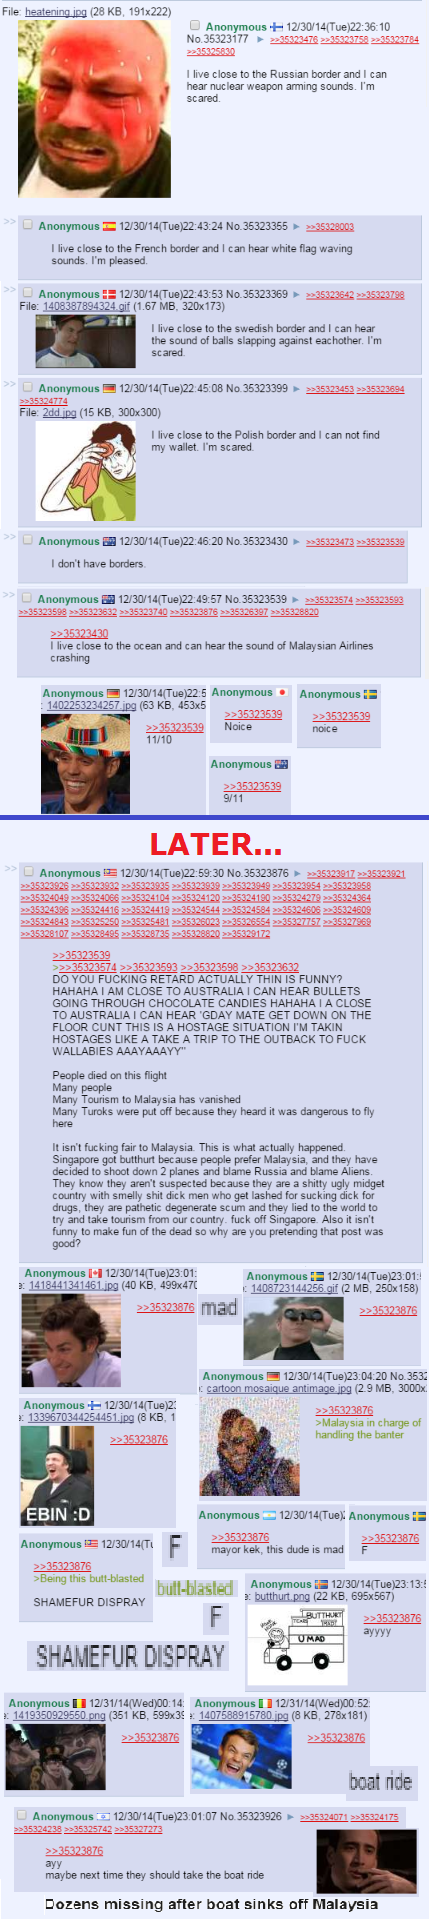 File: heatening.jpg (28 KB, 191x222)
Anonymous 12/30/14(Tue)22:36:10
No.35323177 ► >>35323476 >>35323758 >>35323784
>>35325830
I live close to the Russian border and I can
hear nuclear weapon arming sounds. I'm
scared.
>> Anonymous 12/30/14(Tue)22:43:24 No.35323355 ► >>35328003
I live close to the French border and I can hear white flag waving
sounds. I'm pleased.
>> Anonymous 12/30/14(Tue)22:43:53 No.35323369 ► >>35323642 >>35323798
File: 1408387894324.gif (1.67 MB, 320x173)
I live close to the swedish border and I can hear
the sound of balls slapping against eachother. I'm
scared.
>> Anonymous 12/30/14(Tue)22:45:08 No.35323399 ► >>35323453 >>35323694
>>35324774
File: 2dd.jpg (15 KB, 300x300)
I live close to the Polish border and I can not find
my wallet. I'm scared.
>> Anonymous 12/30/14(Tue)22:46:20 No.35323430 ► >>35323473 >>35323539
I don't have borders.
>> Anonymous 12/30/14(Tue)22:49:57 No.35323539 ► >>35323574 >>35323593
>>35323598 >>35323632 >>35323740 >>35323876 >>35326397 >>35328820
>>35323430
I live close to the ocean and can hear the sound of Malaysian Airlines
crashing
Anonymous 12/30/14(Tue)22:5
: 1402253234257.jpg (63 KB, 453x5
>>35323539
11/10
Anonymous
>>35323539
Noice
Anonymous
>>35323539
noice
Anonymous
>>35323539
9/11
LATER...
>> Anonymous 12/30/14(Tue)22:59:30 No.35323876 ► >>35323917 >>35323921
>>35323926 >>35323932 >>35323935 >>35323939 >>35323949 >>35323954 >>35323958
>>35324049 >>35324066 >>35324104 >>35324120 >>35324190 >>35324279 >>35324364
>>35324396 >>35324416 >>35324419 >>35324544 >>35324584 >>35324606 >>35324609
>>35324843 >>35325250 >>35325481 >>35326023 >>35326554 >>35327757 >>35327969
>>35328107 >>35328495 >>35328735 >>35328820 >>35329172
>>35323539
>>>35323574 >>35323593 >>35323598 >>35323632
DO YOU FUCKING RETARD ACTUALLY THIN IS FUNNY?
HAHAHA I AM CLOSE TO AUSTRALIA I CAN HEAR BULLETS
GOING THROUGH CHOCOLATE CANDIES HAHAHA I A CLOSE
TO AUSTRALIA I CAN HEAR 'GDAY MATE GET DOWN ON THE
FLOOR CUNT THIS IS A HOSTAGE SITUATION I'M TAKIN
HOSTAGES LIKE A TAKE A TRIP TO THE OUTBACK TO FUCK
WALLABIES AAAYAAAYY"
People died on this flight
Many people
Many Tourism to Malaysia has vanished
Many Turoks were put off because they heard it was dangerous to fly
here
It isn't fucking fair to Malaysia. This is what actually happened.
Singapore got butthurt because people prefer Malaysia, and they have
decided to shoot down 2 planes and blame Russia and blame Aliens.
They know they aren't suspected because they are a shitty ugly midget
country with smelly shit dick men who get lashed for sucking dick for
drugs, they are pathetic degenerate scum and they lied to the world to
try and take tourism from our country. fuck off Singapore. Also it isn't
funny to make fun of the dead so why are you pretending that post was
good?
Anonymous 12/30/14(Tue)23:01:
e: 1418441341461.jpg (40 KB, 499x470
>>35323876
mad
Anonymous 12/30/14(Tue)23:01:
: 1408723144256.gif (2 MB, 250x158)
>>35323876
Anonymous 12/30/14(Tue)23:04:20 No.3532
: cartoon mosaique antimage.jpg (2.9 MB, 3000x
>>35323876
>Malaysia in charge of
handling the banter
Anonymous 12/30/14(Tue)23
: 1339670344254451.jpg (8 KB, 1
>>35323876
EBIN :D
Anonymous 12/30/14(Tue)2
>>35323876
mayor kek, this dude is mad
Anonymous
>>35323876
F
Anonymous 12/30/14(Tu
>>35323876
>Being this butt-blasted
SHAMEFUR DISPRAY
F
butt-blasted
F
SHAMEFUR DISPRAY
Anonymous 12/30/14(Tue)23:13:5
e: butthurt.png (22 KB, 695x567)
BUTTHURT
U MAD
>>35323876
ayyyy
Anonymous 12/31/14(Wed)00:14:
e: 1419350929550.png (351 KB, 599x39
>>35323876
Anonymous 12/31/14(Wed)00:52
: 1407588915780.jpg (8 KB, 278x181)
>>35323876
boat ride
Anonymous 12/30/14(Tue)23:01:07 No.35323926 ► >>35324071 >>35324175
>>35324238 >>35325742 >>35327273
>>35323876
ayy
maybe next time they should take the boat ride
Dozens missing after boat sinks off Malaysia